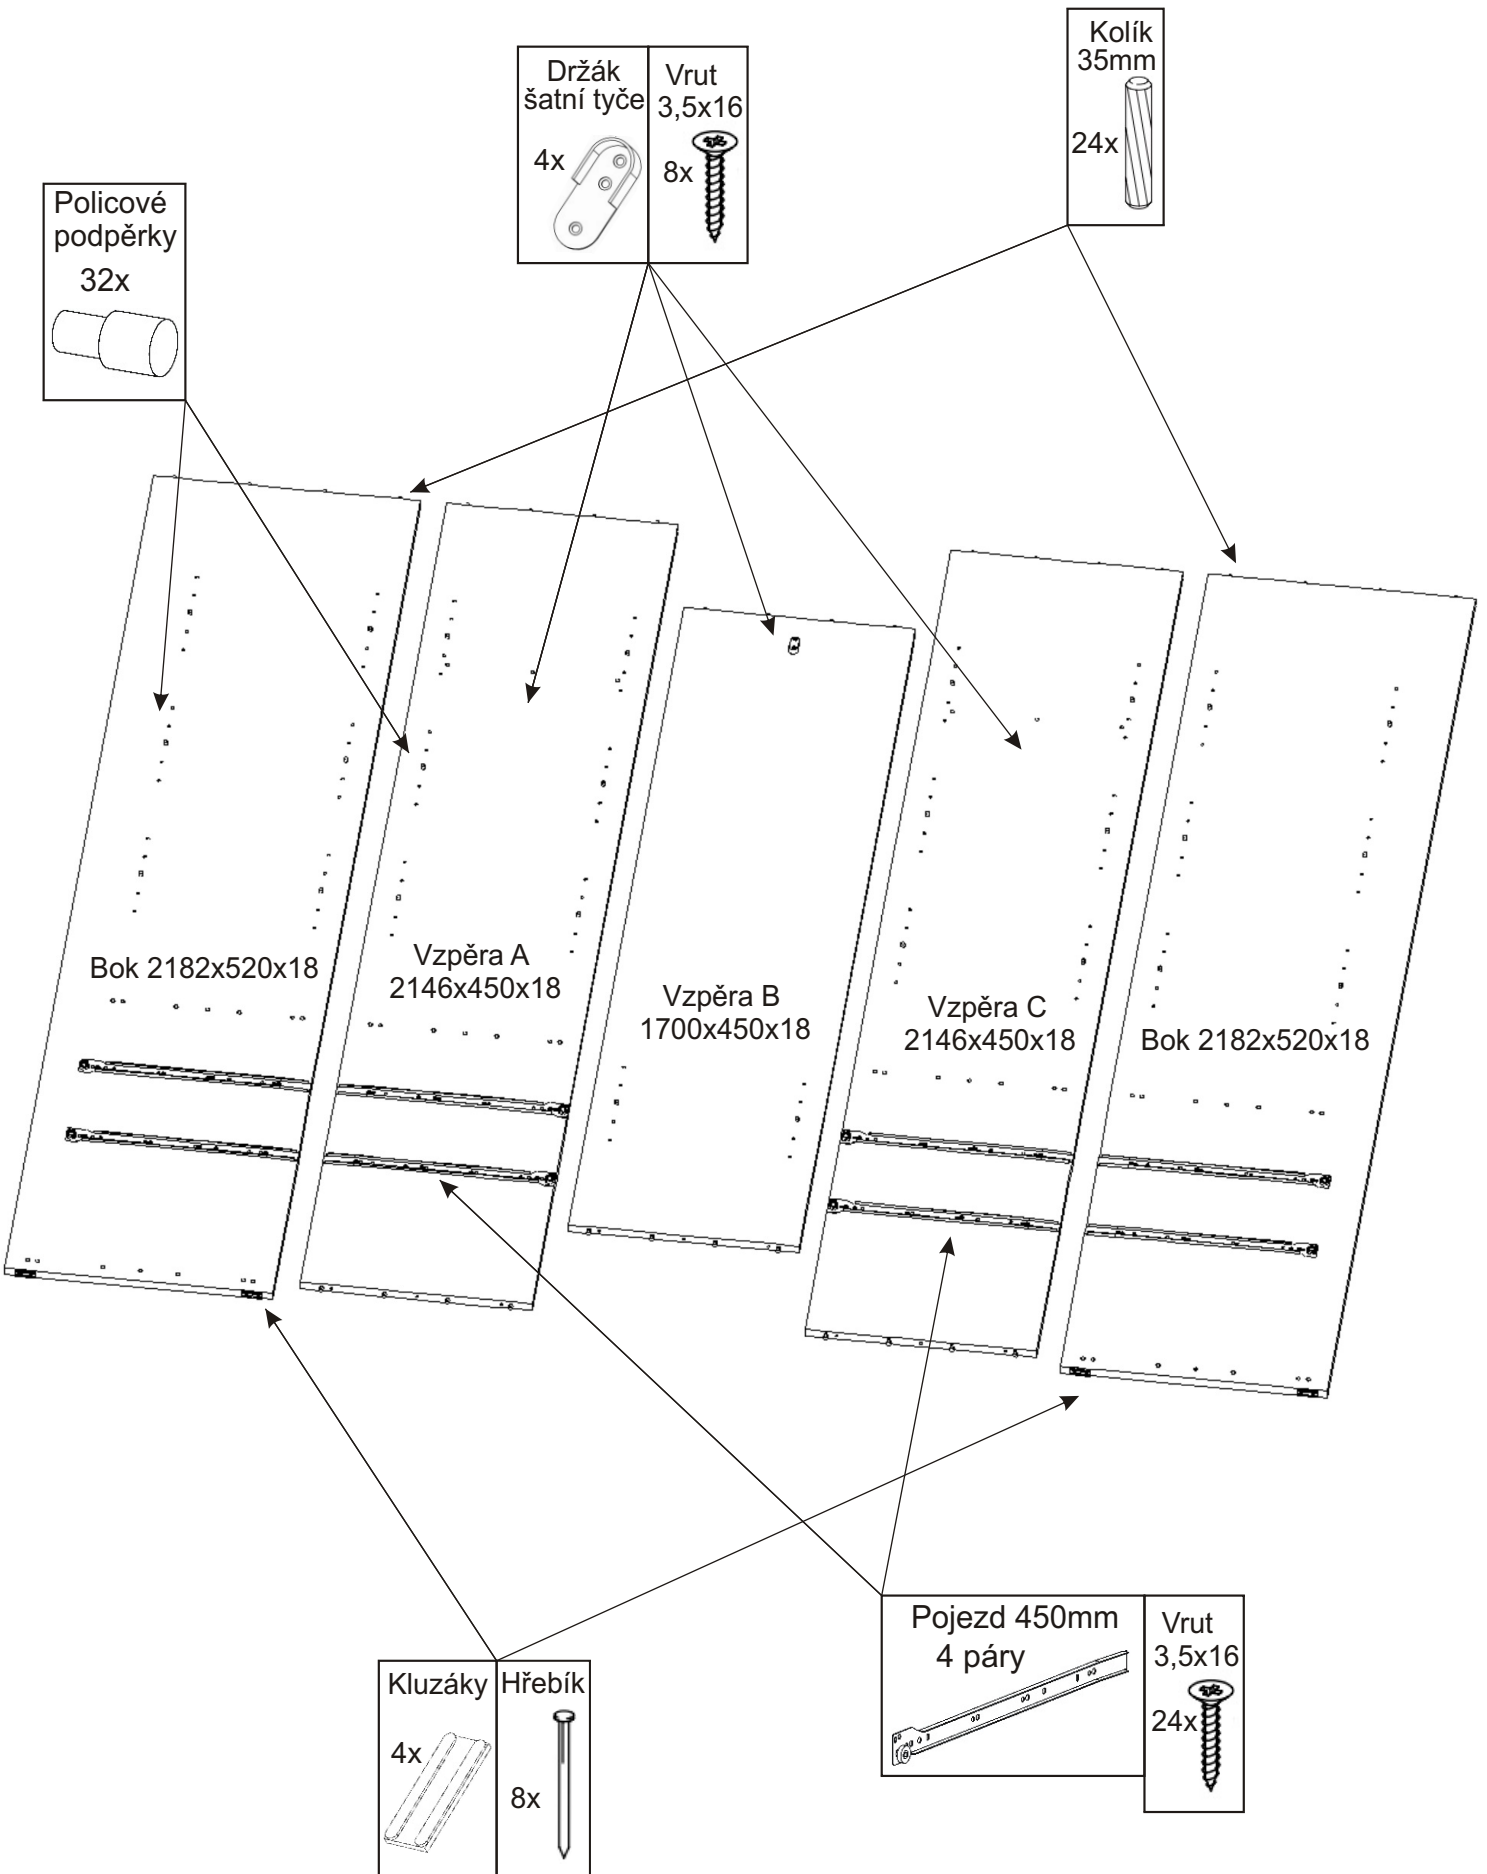 Kolík
35mm
24x
Držák
šatní tyče
4x
Vrut
3,5x16
8x
Policové
podpěrky
32x
Bok 2182x520x18
Vzpěra A
2146x450x18
Vzpěra B
1700x450x18
Vzpěra C
2146x450x18
Bok 2182x520x18
Pojezd 450mm
4 páry
Vrut
3,5x16
24x
Kluzáky
4x
Hřebík
8x